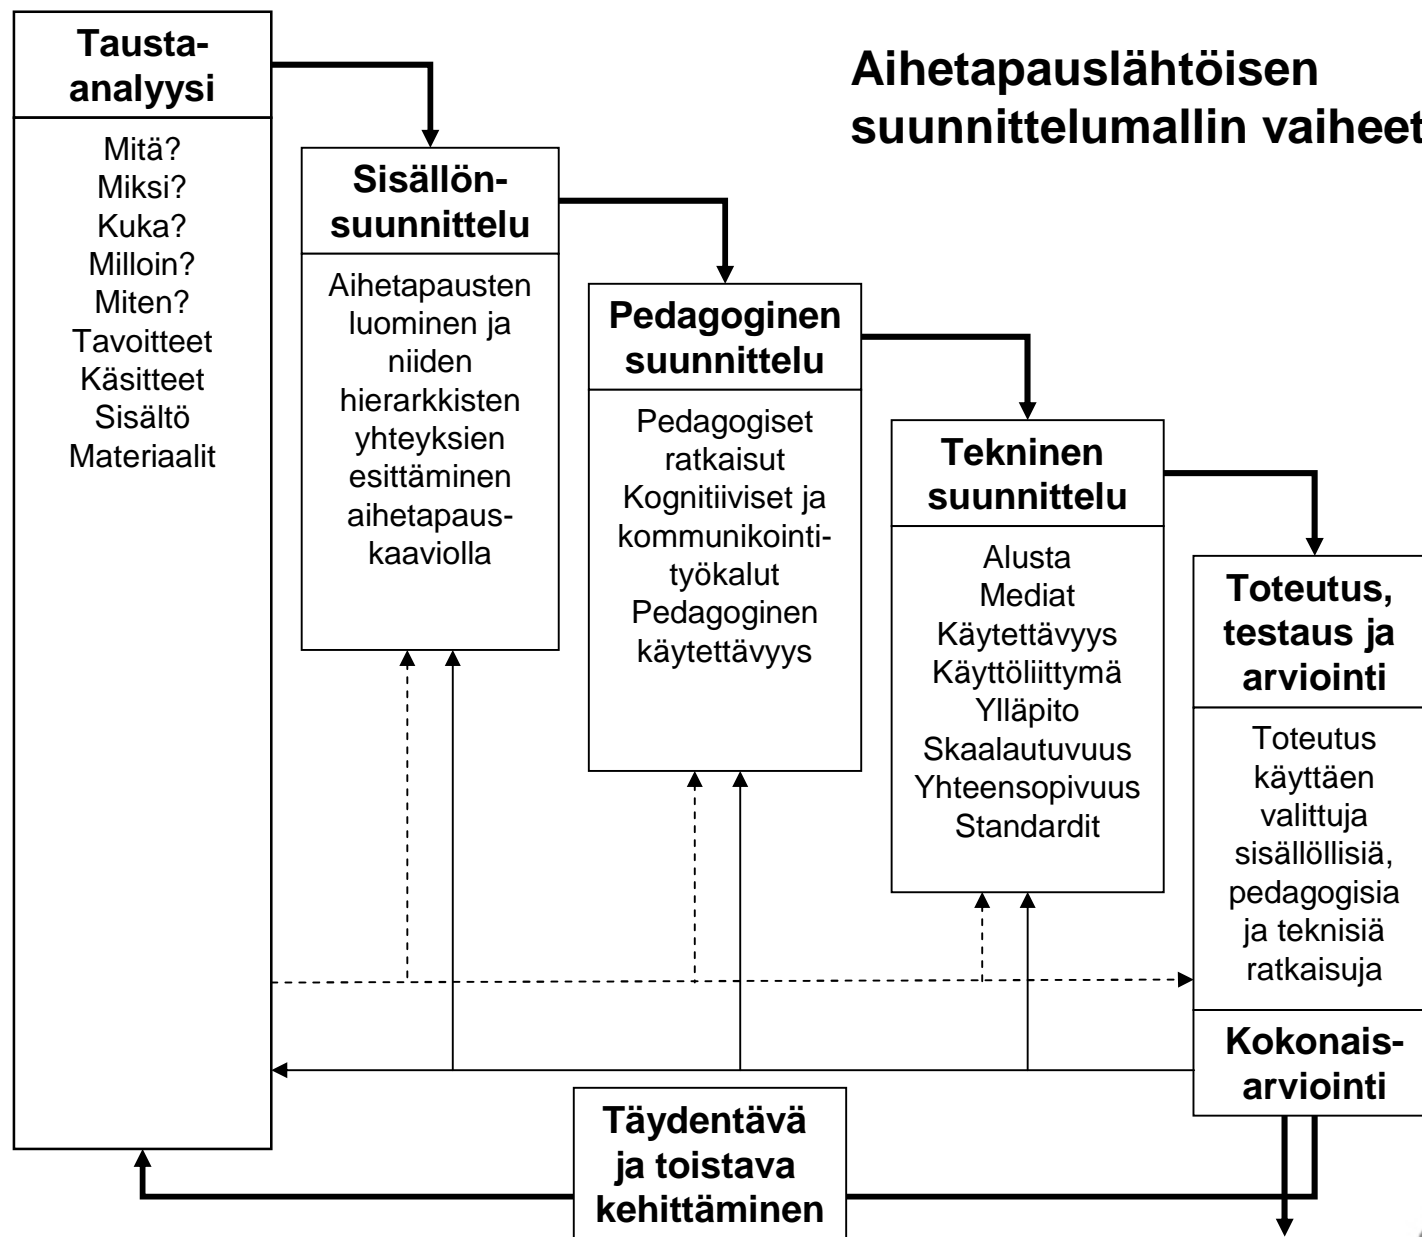 Tausta-
analyysi
Mitä?
Miksi?
Kuka?
Milloin?
Miten?
Tavoitteet
Käsitteet
Sisältö
Materiaalit
Aihetapauslähtöisen
suunnittelumallin vaiheet
Sisällön-
suunnittelu
Aihetapausten
luominen ja
niiden
hierarkkisten
yhteyksien
esittäminen
aihetapaus-
kaaviolla
Pedagoginen
suunnittelu
Pedagogiset
ratkaisut
Kognitiiviset ja
kommunikointi-
työkalut
Pedagoginen
käytettävyys
Tekninen
suunnittelu
Alusta
Mediat
Käytettävyys
Käyttöliittymä
Ylläpito
Skaalautuvuus
Yhteensopivuus
Standardit
Toteutus,
testaus ja
arviointi
Toteutus
käyttäen
valittuja
sisällöllisiä,
pedagogisia
ja teknisiä
ratkaisuja
Kokonais-
arviointi
Täydentävä
ja toistava
kehittäminen